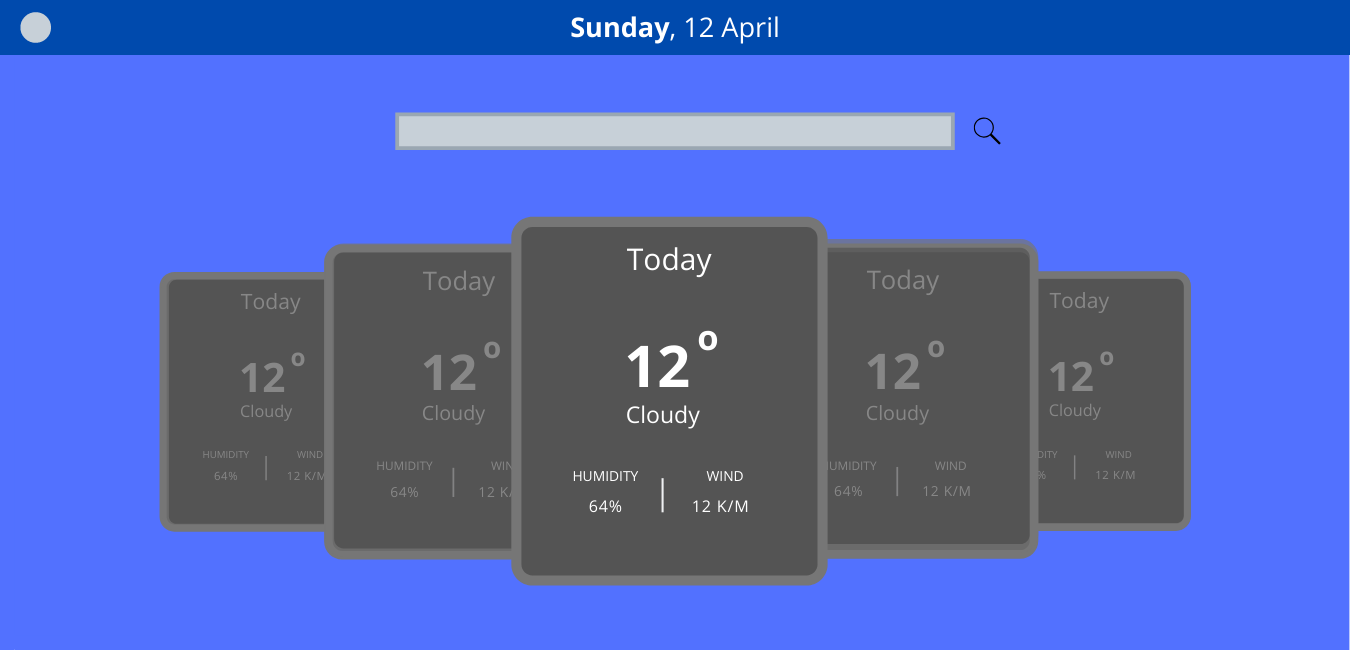 Sunday, 12 April
Today
12°
Cloudy
HUMIDITY | WIND
64% | 12 K/M
Today
12°
Cloudy
HUMIDITY | WIN
64% | 12 K/
Today
12°
Cloudy
HUMIDITY | WIND
64% | 12 K/M
Today
12°
Cloudy
UMIDITY | WIND
64% | 12 K/M
Today
12°
Cloudy
DITY | WIND
% | 12 K/M